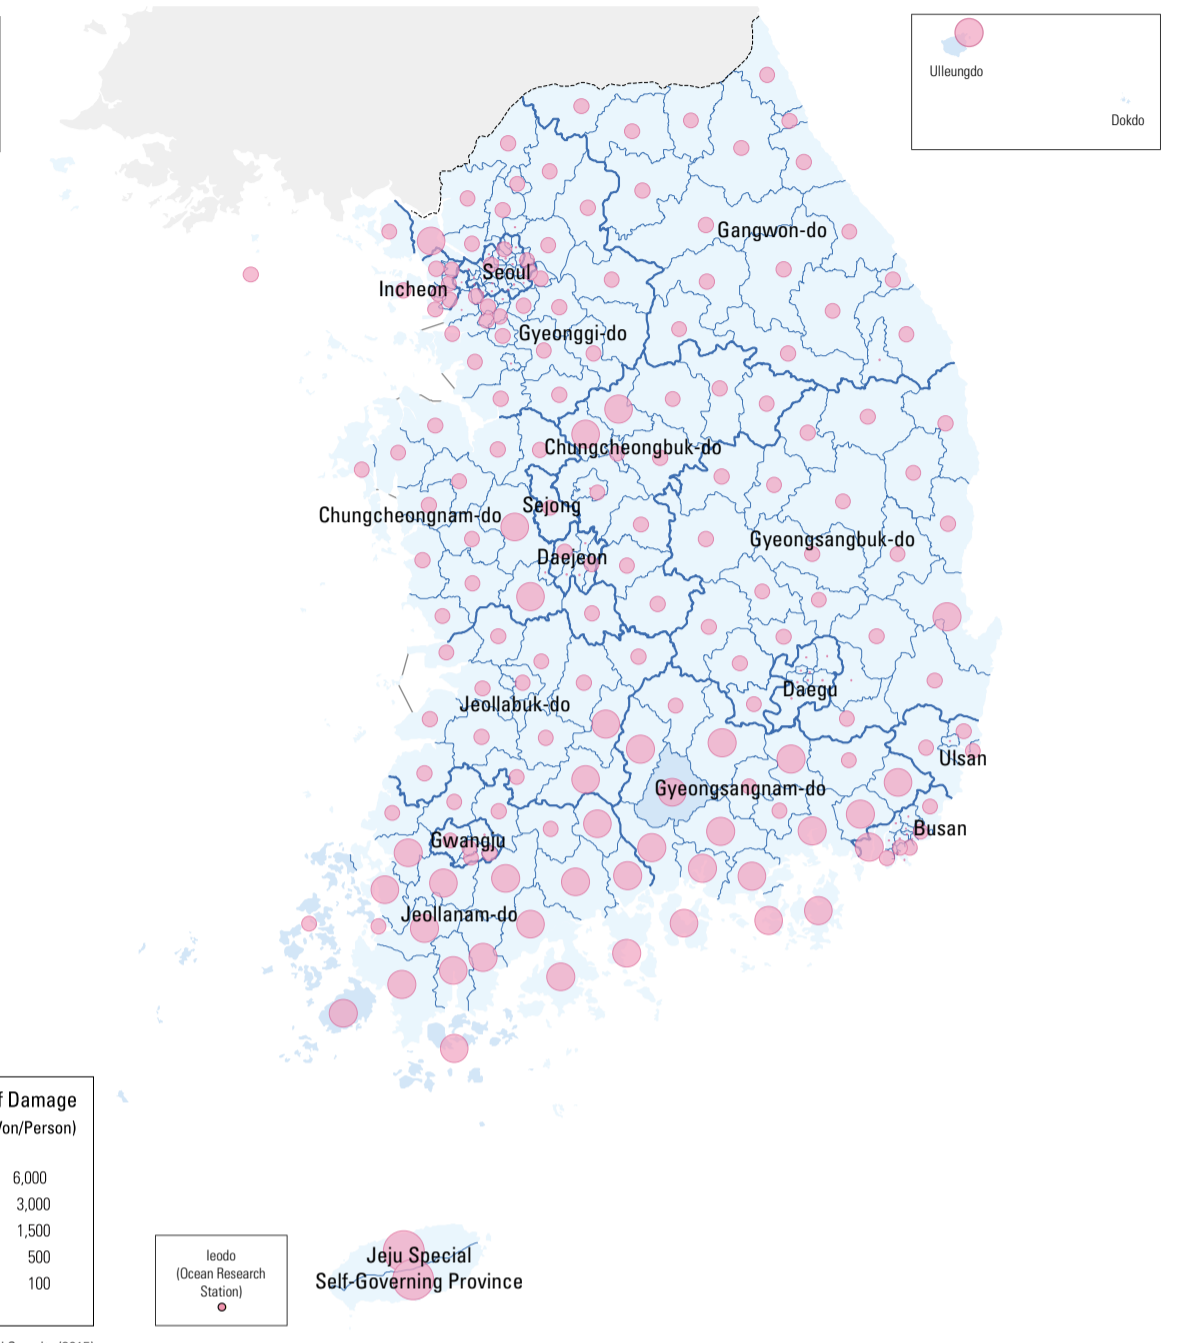 Ulleungdo
Dokdo
Gangwon-do
Seoul
Incheon
Gyeonggi-do
Chungcheongbuk-do
Sejong
Chungcheongnam-do
Gyeongsangbuk-do
Daejeon
Daegu
Jeollabuk-do
Ulsan
Gyeongsangnam-do
Busan
Gwangju
Jeollanam-do
f Damage
on/Person)
6,000
3,000
1,500
500
100
Ieodo
(Ocean Research
Station)
Jeju Special
Self-Governing Province